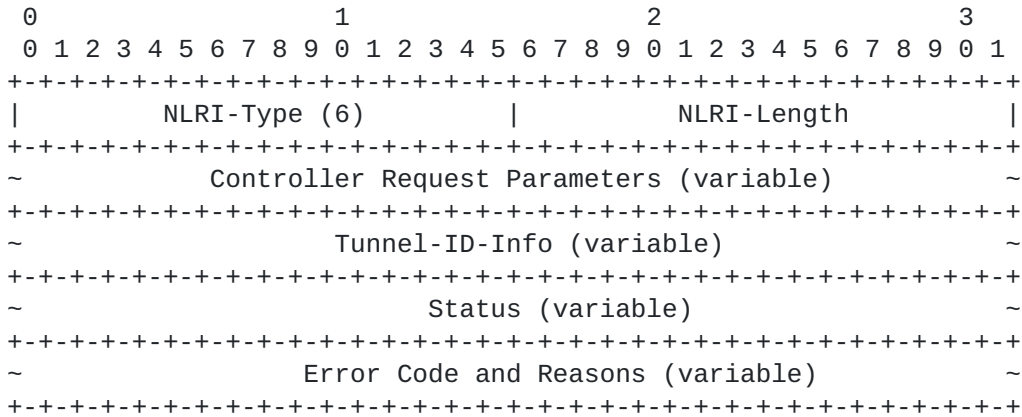 0                   1                   2                   3
 0 1 2 3 4 5 6 7 8 9 0 1 2 3 4 5 6 7 8 9 0 1 2 3 4 5 6 7 8 9 0 1
+-+-+-+-+-+-+-+-+-+-+-+-+-+-+-+-+-+-+-+-+-+-+-+-+-+-+-+-+-+-+-+-+
|         NLRI-Type (6)         |          NLRI-Length          |
+-+-+-+-+-+-+-+-+-+-+-+-+-+-+-+-+-+-+-+-+-+-+-+-+-+-+-+-+-+-+-+-+
~            Controller Request Parameters (variable)           ~
+-+-+-+-+-+-+-+-+-+-+-+-+-+-+-+-+-+-+-+-+-+-+-+-+-+-+-+-+-+-+-+-+
~                    Tunnel-ID-Info (variable)                  ~
+-+-+-+-+-+-+-+-+-+-+-+-+-+-+-+-+-+-+-+-+-+-+-+-+-+-+-+-+-+-+-+-+
~                          Status (variable)                    ~
+-+-+-+-+-+-+-+-+-+-+-+-+-+-+-+-+-+-+-+-+-+-+-+-+-+-+-+-+-+-+-+-+
~                  Error Code and Reasons (variable)            ~
+-+-+-+-+-+-+-+-+-+-+-+-+-+-+-+-+-+-+-+-+-+-+-+-+-+-+-+-+-+-+-+-+